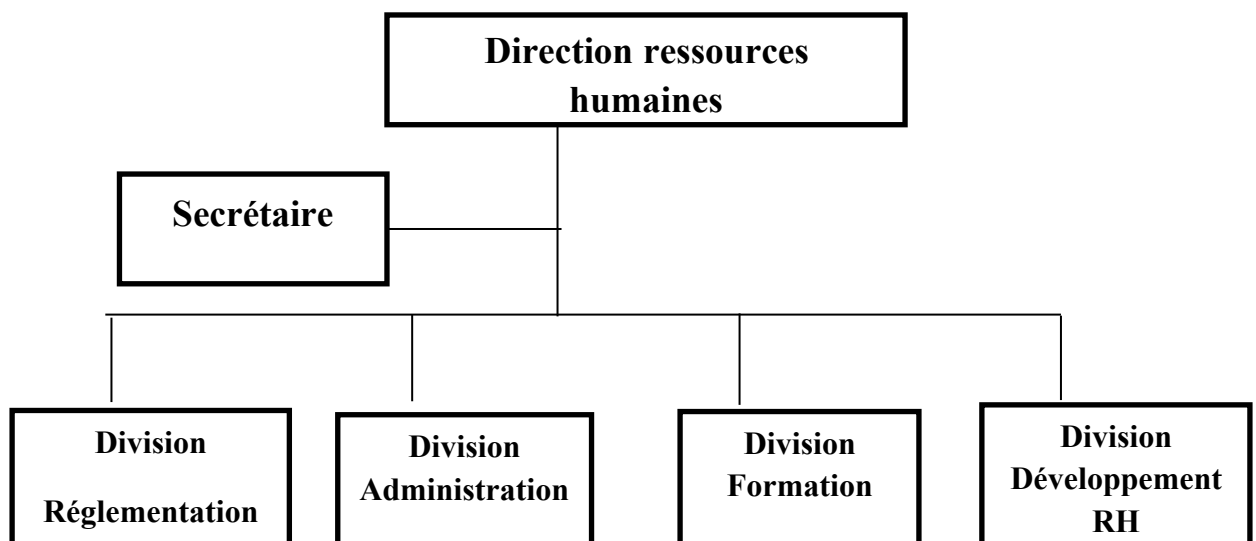 Direction ressources
humaines
Secrétaire
Division
Réglementation
Division
Administration
Division
Formation
Division
Développement
RH